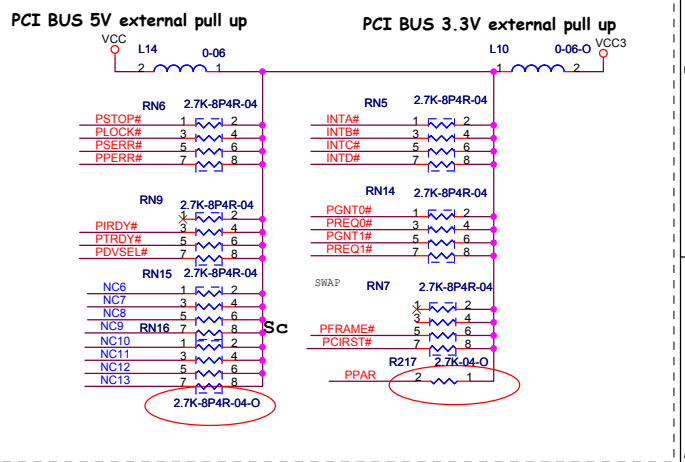 PCI BUS 5V external pull up
PCI BUS 3.3V external pull up
VCC
L14
0-06
2
1
L10
0-06-O
VCC3
1
2
RN6
2.7K-8P4R-04
PSTOP#
1
2
PLOCK#
3
4
PSERR#
5
6
PPERR#
7
8
RN5
2.7K-8P4R-04
INTA#
1
2
INTB#
3
4
INTC#
5
6
INTD#
7
8
RN9
2.7K-8P4R-04
1
2
PIRDY#
3
4
PTRDY#
5
6
PDVSEL#
7
8
RN14
2.7K-8P4R-04
PGNT0#
1
2
PREQ0#
3
4
PGNT1#
5
6
PREQ1#
7
8
RN15
2.7K-8P4R-04
NC6
1
2
NC7
3
4
NC8
5
6
NC9
RN16
7
8
Sc
NC10
1
2
NC11
3
4
NC12
5
6
NC13
7
8
2.7K-8P4R-04-O
SWAP
RN7
2.7K-8P4R-04
1
2
3
4
PFRAME#
5
6
PCIRST#
7
8
R217
2.7K-04-O
PPAR
2
1